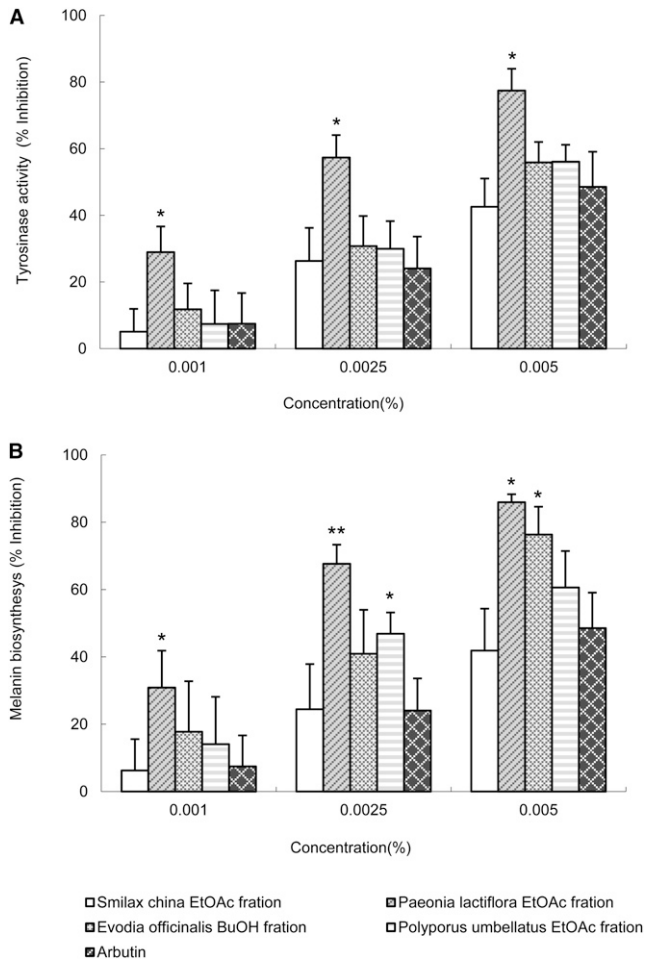 A
100
80
60
40
20
0
Tyrosinase activity (% Inhibition)
* * *
0.001 0.0025 0.005
Concentration(%)
B
100
80
60
40
20
0
Melanin biosynthesys (% Inhibition)
* ** * * *
0.001 0.0025 0.005
Concentration(%)
Smilax china EtOAc fration Paeonia lactiflora EtOAc fration
Evodia officinalis BuOH fration Polyporus umbellatus EtOAc fration
Arbutin